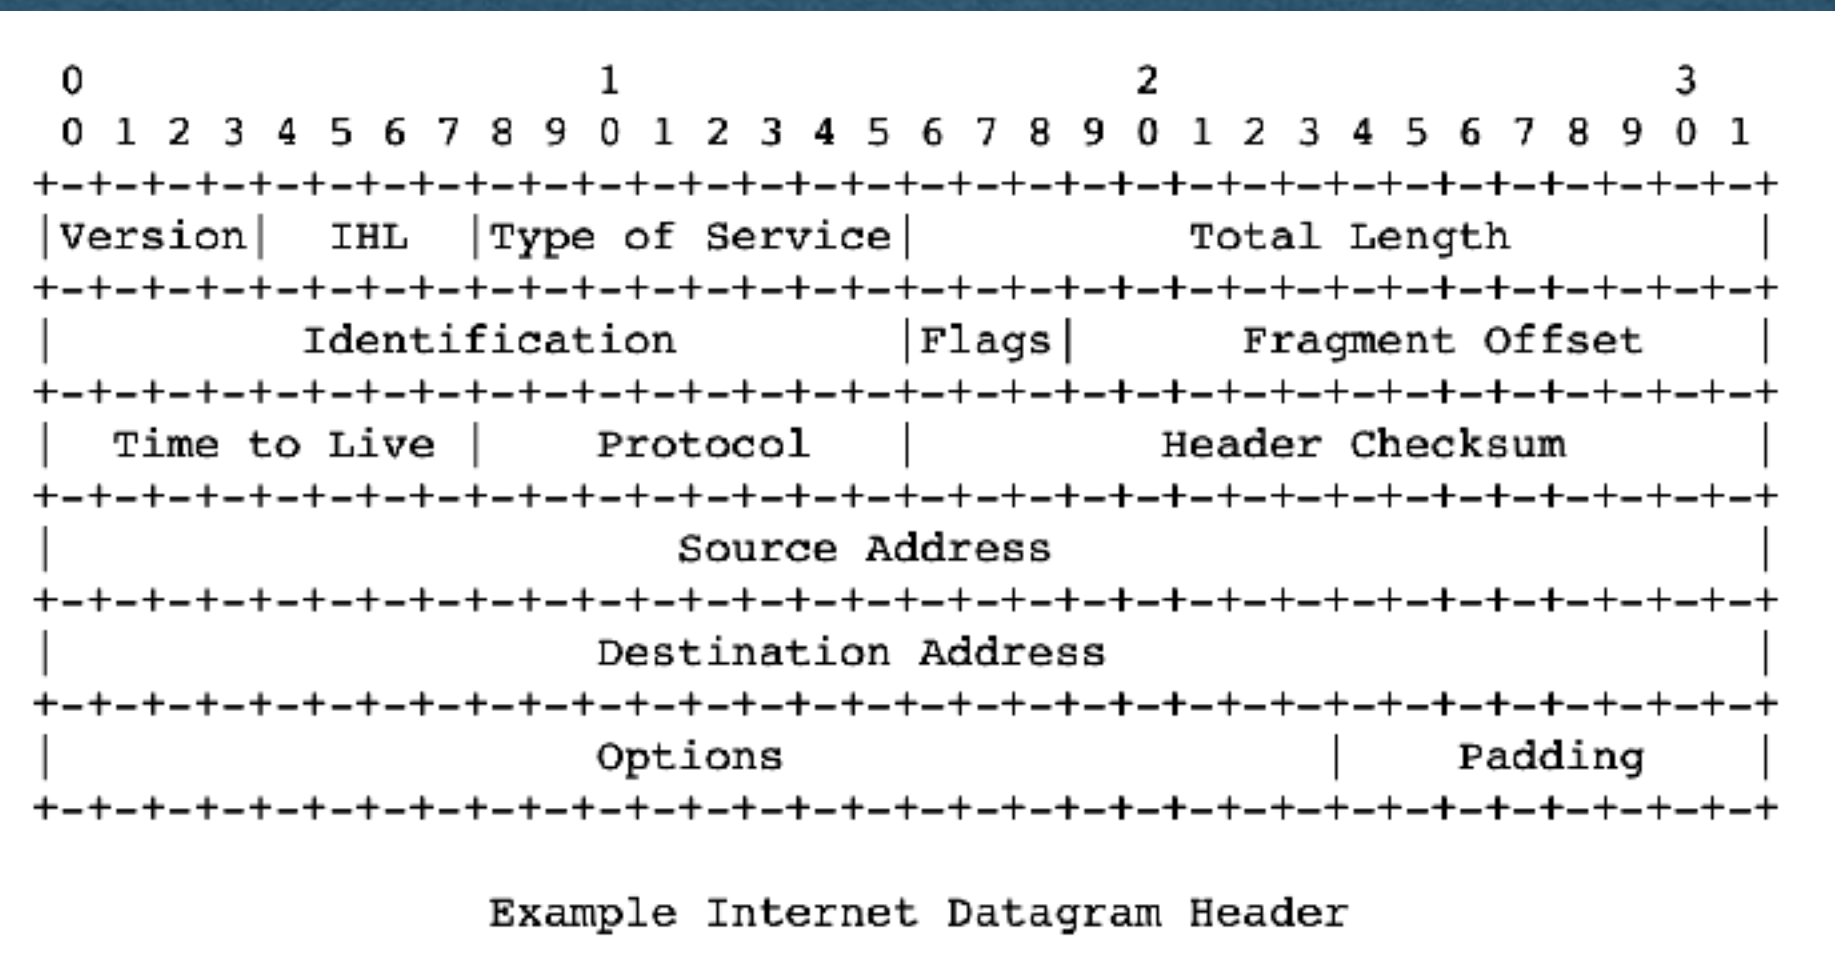 0                   1                   2                   3
 0 1 2 3 4 5 6 7 8 9 0 1 2 3 4 5 6 7 8 9 0 1 2 3 4 5 6 7 8 9 0 1
+-+-+-+-+-+-+-+-+-+-+-+-+-+-+-+-+-+-+-+-+-+-+-+-+-+-+-+-+-+-+-+-+
|Version|  IHL  |Type of Service|          Total Length         |
+-+-+-+-+-+-+-+-+-+-+-+-+-+-+-+-+-+-+-+-+-+-+-+-+-+-+-+-+-+-+-+-+
|         Identification        |Flags|      Fragment Offset    |
+-+-+-+-+-+-+-+-+-+-+-+-+-+-+-+-+-+-+-+-+-+-+-+-+-+-+-+-+-+-+-+-+
|  Time to Live |    Protocol   |         Header Checksum       |
+-+-+-+-+-+-+-+-+-+-+-+-+-+-+-+-+-+-+-+-+-+-+-+-+-+-+-+-+-+-+-+-+
|                       Source Address                          |
+-+-+-+-+-+-+-+-+-+-+-+-+-+-+-+-+-+-+-+-+-+-+-+-+-+-+-+-+-+-+-+-+
|                    Destination Address                        |
+-+-+-+-+-+-+-+-+-+-+-+-+-+-+-+-+-+-+-+-+-+-+-+-+-+-+-+-+-+-+-+-+
|                    Options                    |    Padding    |
+-+-+-+-+-+-+-+-+-+-+-+-+-+-+-+-+-+-+-+-+-+-+-+-+-+-+-+-+-+-+-+-+
                 Example Internet Datagram Header